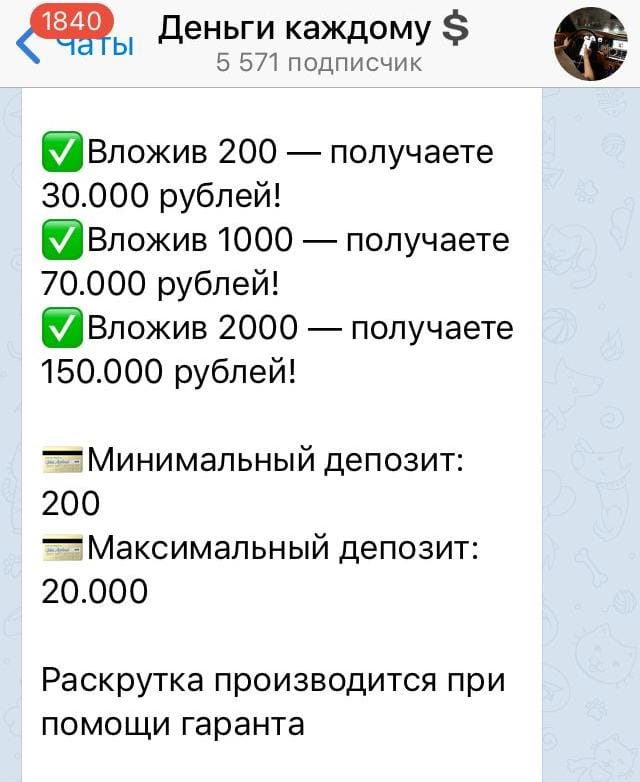 1840
Чаты
Деньги каждому $
5 571 подписчик
✅Вложив 200 — получаете
30.000 рублей!
✅Вложив 1000 — получаете
70.000 рублей!
✅Вложив 2000 — получаете
150.000 рублей!
💳Минимальный депозит:
200
💳Максимальный депозит:
20.000
Раскрутка производится при
помощи гаранта